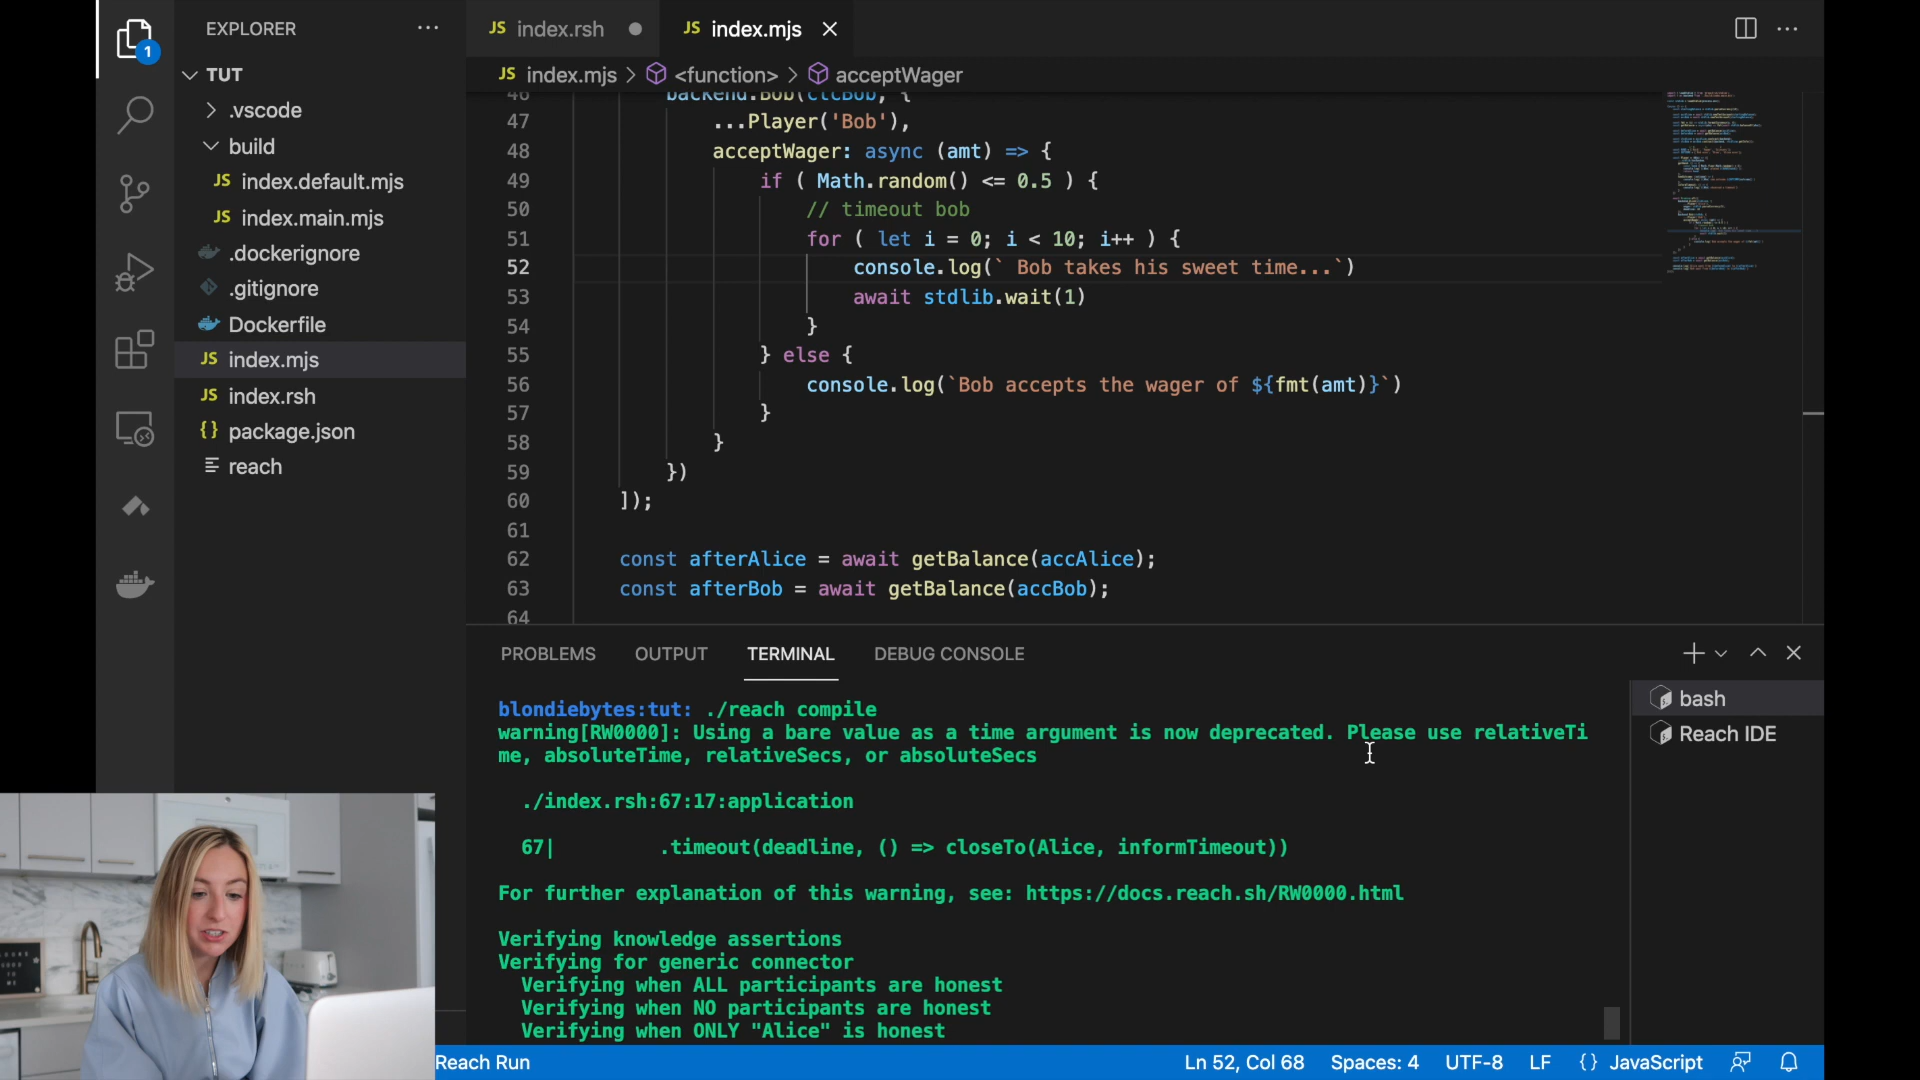 EXPLORER
TUT
.vscode
build
JS index.default.mjs
JS index.main.mjs
.dockerignore
.gitignore
Dockerfile
JS index.mjs
JS index.rsh
{} package.json
reach
1
JS index.rsh
JS index.mjs
JS index.mjs > <function> > acceptWager
46 backend.Bob(ctcBob, {
47 ...Player('Bob'),
48 acceptWager: async (amt) => {
49 if ( Math.random() <= 0.5 ) {
50 // timeout bob
51 for ( let i = 0; i < 10; i++ ) {
52 console.log(` Bob takes his sweet time...`)
53 await stdlib.wait(1)
54 }
55 } else {
56 console.log(`Bob accepts the wager of ${fmt(amt)}`)
57 }
58 }
59 })
60 ]);
61
62 const afterAlice = await getBalance(accAlice);
63 const afterBob = await getBalance(accBob);
64
PROBLEMS OUTPUT TERMINAL DEBUG CONSOLE
blondiebytes:tut: ./reach compile
warning[RW0000]: Using a bare value as a time argument is now deprecated. Please use relativeTi
me, absoluteTime, relativeSecs, or absoluteSecs
./index.rsh:67:17:application
67| .timeout(deadline, () => closeTo(Alice, informTimeout))
For further explanation of this warning, see: https://docs.reach.sh/RW0000.html
Verifying knowledge assertions
Verifying for generic connector
Verifying when ALL participants are honest
Verifying when NO participants are honest
Verifying when ONLY "Alice" is honest
bash
Reach IDE
Reach Run
Ln 52, Col 68 Spaces: 4 UTF-8 LF {} JavaScript